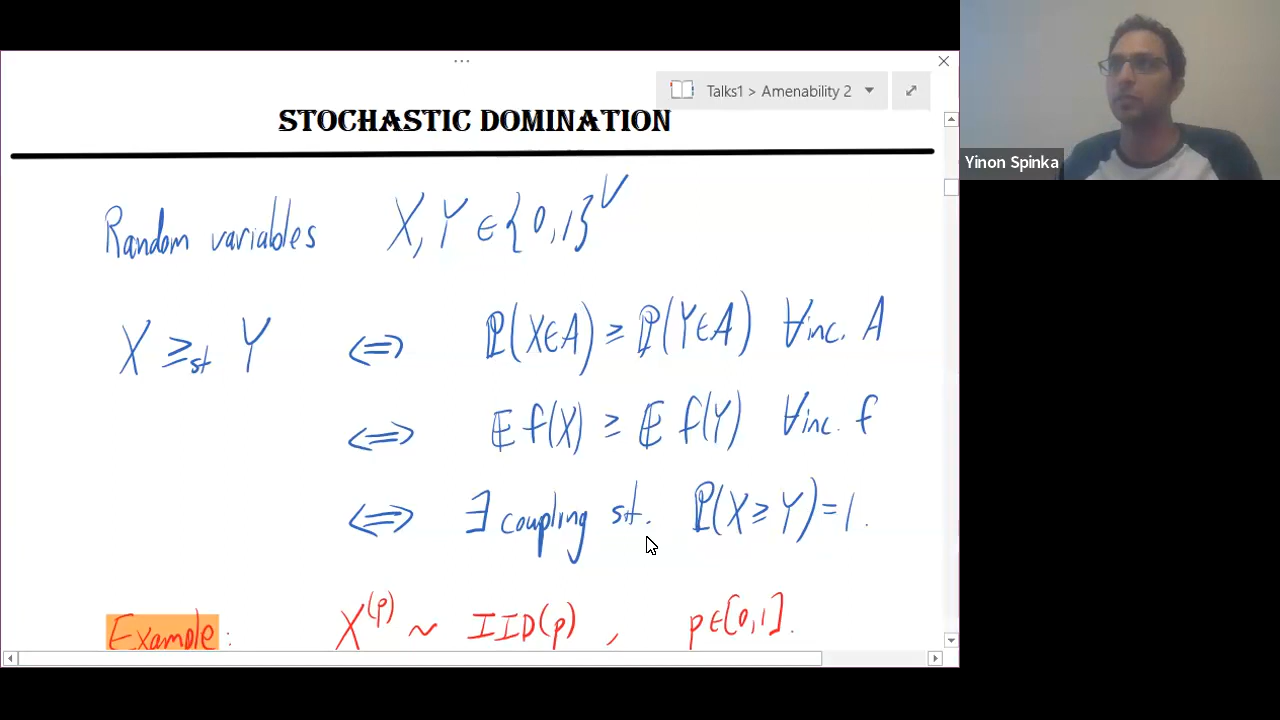 Talks1 > Amenability 2
STOCHASTIC DOMINATION
Yinon Spinka
Random variables X, Y ∈ {0,1}^V
X ≥_st Y ⟺ ℙ(X∈A) ≥ ℙ(Y∈A) ∀inc. A
⟺ 𝔼 f(X) ≥ 𝔼 f(Y) ∀inc. f
⟺ ∃ coupling st. ℙ(X ≥ Y) = 1.
Example: X^(p) ~ IID(p), p∈[0,1].